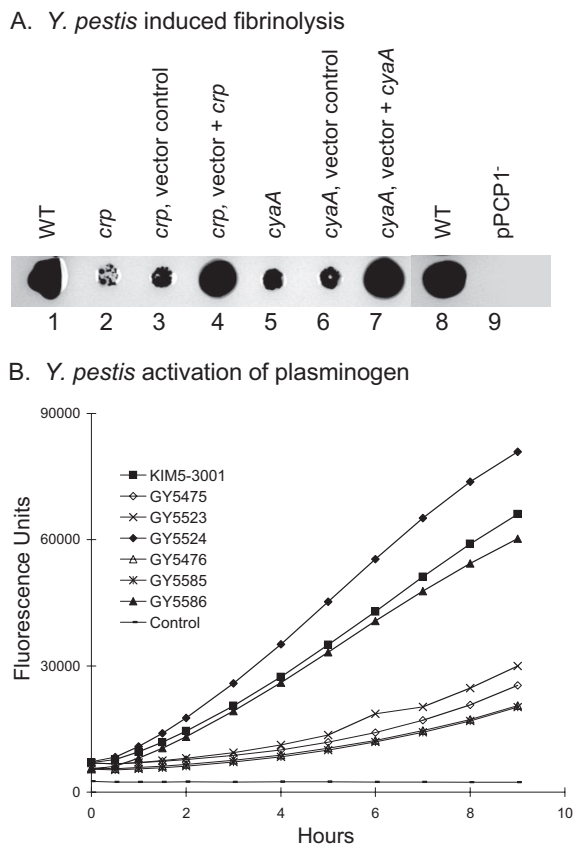 A. Y. pestis induced fibrinolysis
WT
crp
crp, vector control
crp, vector + crp
cyaA
cyaA, vector control
cyaA, vector + cyaA
WT
pPCP1-
1 2 3 4 5 6 7 8 9
B. Y. pestis activation of plasminogen
90000
60000
30000
0
Fluorescence Units
KIM5-3001
GY5475
GY5523
GY5524
GY5476
GY5585
GY5586
Control
0 2 4 6 8 10
Hours